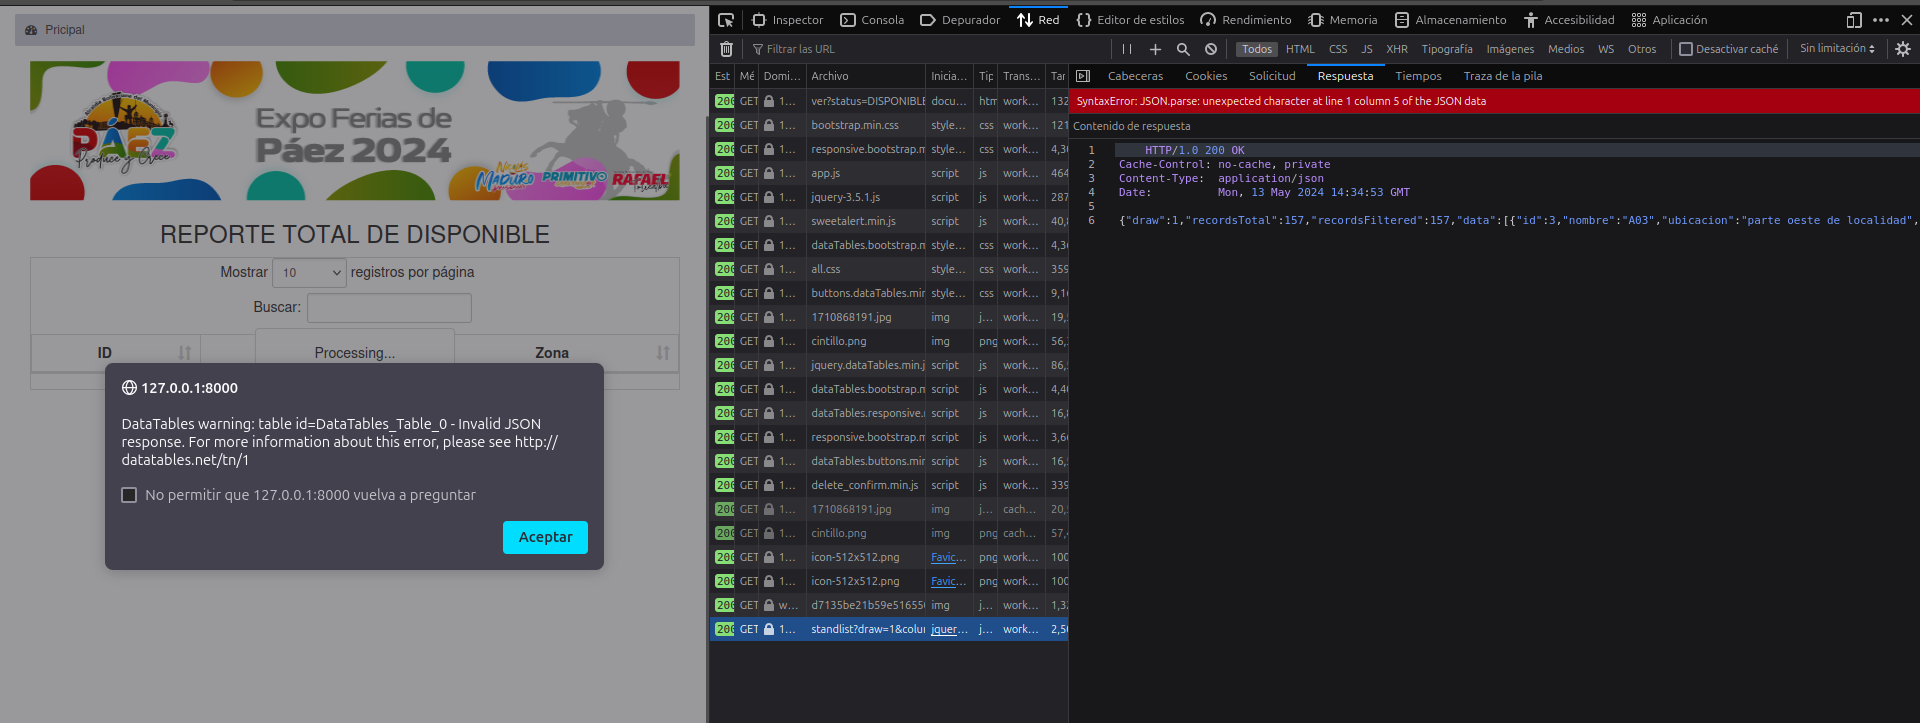 Pricipal
Alcaldía Bolivariana del Municipio
PÁEZ
Produce y Crece
Expo Ferias de
Páez 2024
Nicolás
MADURO
PRIMITIVO
RAFAEL
REPORTE TOTAL DE DISPONIBLE
Mostrar 10 registros por página
Buscar:
ID
Processing...
Zona
127.0.0.1:8000
DataTables warning: table id=DataTables_Table_0 - Invalid JSON
response. For more information about this error, please see http://
datatables.net/tn/1
No permitir que 127.0.0.1:8000 vuelva a preguntar
Aceptar
Inspector Consola Depurador Red Editor de estilos Rendimiento Memoria Almacenamiento Accesibilidad Aplicación
Filtrar las URL
Todos HTML CSS JS XHR Tipografía Imágenes Medios WS Otros Desactivar caché Sin limitación
Est Mé Domi... Archivo Inicia... Tip Trans... Tar
200 GET 1... ver?status=DISPONIBLE docu... htm work... 132
200 GET 1... bootstrap.min.css style... css work... 121
200 GET 1... responsive.bootstrap.m style... css work... 4,3
200 GET 1... app.js script js work... 464
200 GET 1... jquery-3.5.1.js script js work... 287
200 GET 1... sweetalert.min.js script js work... 40,
200 GET 1... dataTables.bootstrap.m style... css work... 4,3
200 GET 1... all.css style... css work... 359
200 GET 1... buttons.dataTables.min style... css work... 9,1
200 GET 1... 1710868191.jpg img j... work... 19,
200 GET 1... cintillo.png img png work... 56,
200 GET 1... jquery.dataTables.min.j script js work... 86,
200 GET 1... dataTables.bootstrap.m script js work... 4,4
200 GET 1... dataTables.responsive. script js work... 16,
200 GET 1... responsive.bootstrap.m script js work... 3,6
200 GET 1... dataTables.buttons.min script js work... 16,
200 GET 1... delete_confirm.min.js script js work... 339
200 GET 1... 1710868191.jpg img j... cach... 20,
200 GET 1... cintillo.png img png cach... 57,
200 GET 1... icon-512x512.png Favic... png work... 100
200 GET 1... icon-512x512.png Favic... png work... 100
200 GET w... d7135be21b59e51655 img j... work... 1,3
200 GET 1... standlist?draw=1&colu jquer... j... work... 2,5
Cabeceras Cookies Solicitud Respuesta Tiempos Traza de la pila
SyntaxError: JSON.parse: unexpected character at line 1 column 5 of the JSON data
Contenido de respuesta
1 HTTP/1.0 200 OK
2 Cache-Control: no-cache, private
3 Content-Type: application/json
4 Date: Mon, 13 May 2024 14:34:53 GMT
5
6 {"draw":1,"recordsTotal":157,"recordsFiltered":157,"data":[{"id":3,"nombre":"A03","ubicacion":"parte oeste de localidad",